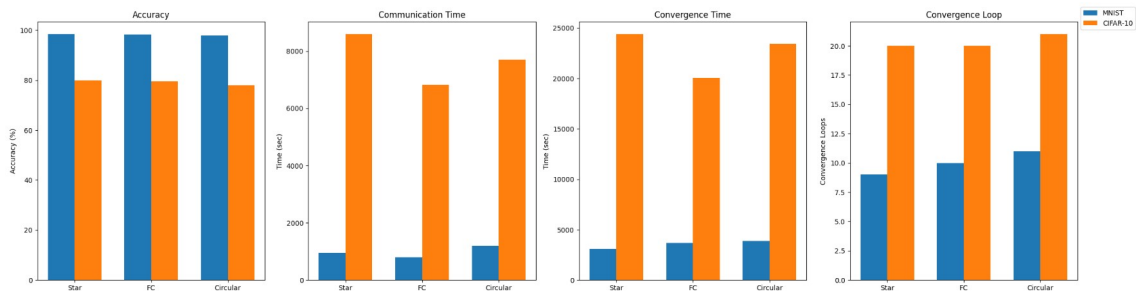 Accuracy
Accuracy (%)
100
80
60
40
20
0
Star FC Circular
Communication Time
Time (sec)
8000
6000
4000
2000
0
Star FC Circular
Convergence Time
Time (sec)
25000
20000
15000
10000
5000
0
Star FC Circular
Convergence Loop
Convergence Loops
20.0
17.5
15.0
12.5
10.0
7.5
5.0
2.5
0.0
Star FC Circular
MNIST
CIFAR-10